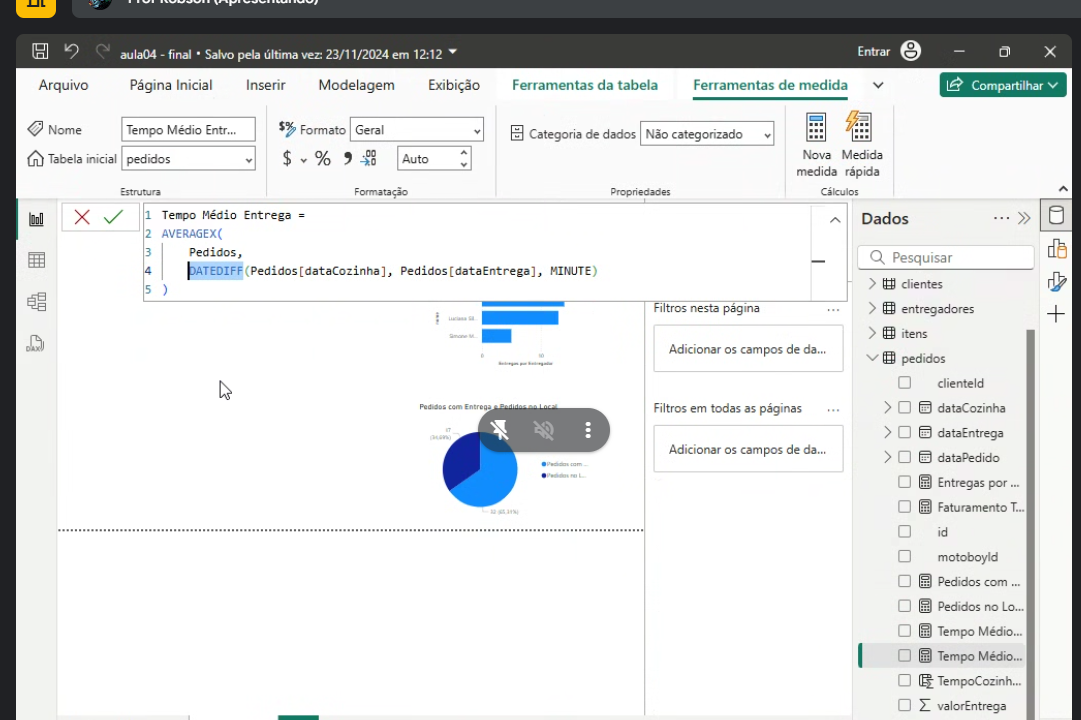 Prof Robson (Apresentando)
aula04 - final • Salvo pela última vez: 23/11/2024 em 12:12
Entrar
Arquivo
Página Inicial
Inserir
Modelagem
Exibição
Ferramentas da tabela
Ferramentas de medida
Compartilhar
Nome
Tempo Médio Entr...
Tabela inicial
pedidos
Estrutura
$% Formato
Geral
$ %
Auto
Formatação
Categoria de dados
Não categorizado
Propriedades
Nova medida
Medida rápida
Cálculos
1 Tempo Médio Entrega =
2 AVERAGEX(
3 Pedidos,
4 DATEDIFF(Pedidos[dataCozinha], Pedidos[dataEntrega], MINUTE)
5 )
Luciano Sil...
Simone M...
0
Entregas por Entregador
Pedidos com Entrega e Pedidos no Local
17
Pedidos com ...
Pedidos no L...
32 (65,31%)
DAX
Filtros nesta página
...
Adicionar os campos de da...
Filtros em todas as páginas
...
Adicionar os campos de da...
Dados
...
Pesquisar
clientes
entregadores
itens
pedidos
clienteId
dataCozinha
dataEntrega
dataPedido
Entregas por ...
Faturamento T...
id
motoboyId
Pedidos com ...
Pedidos no Lo...
Tempo Médio...
Tempo Médio...
TempoCozinh...
valorEntrega